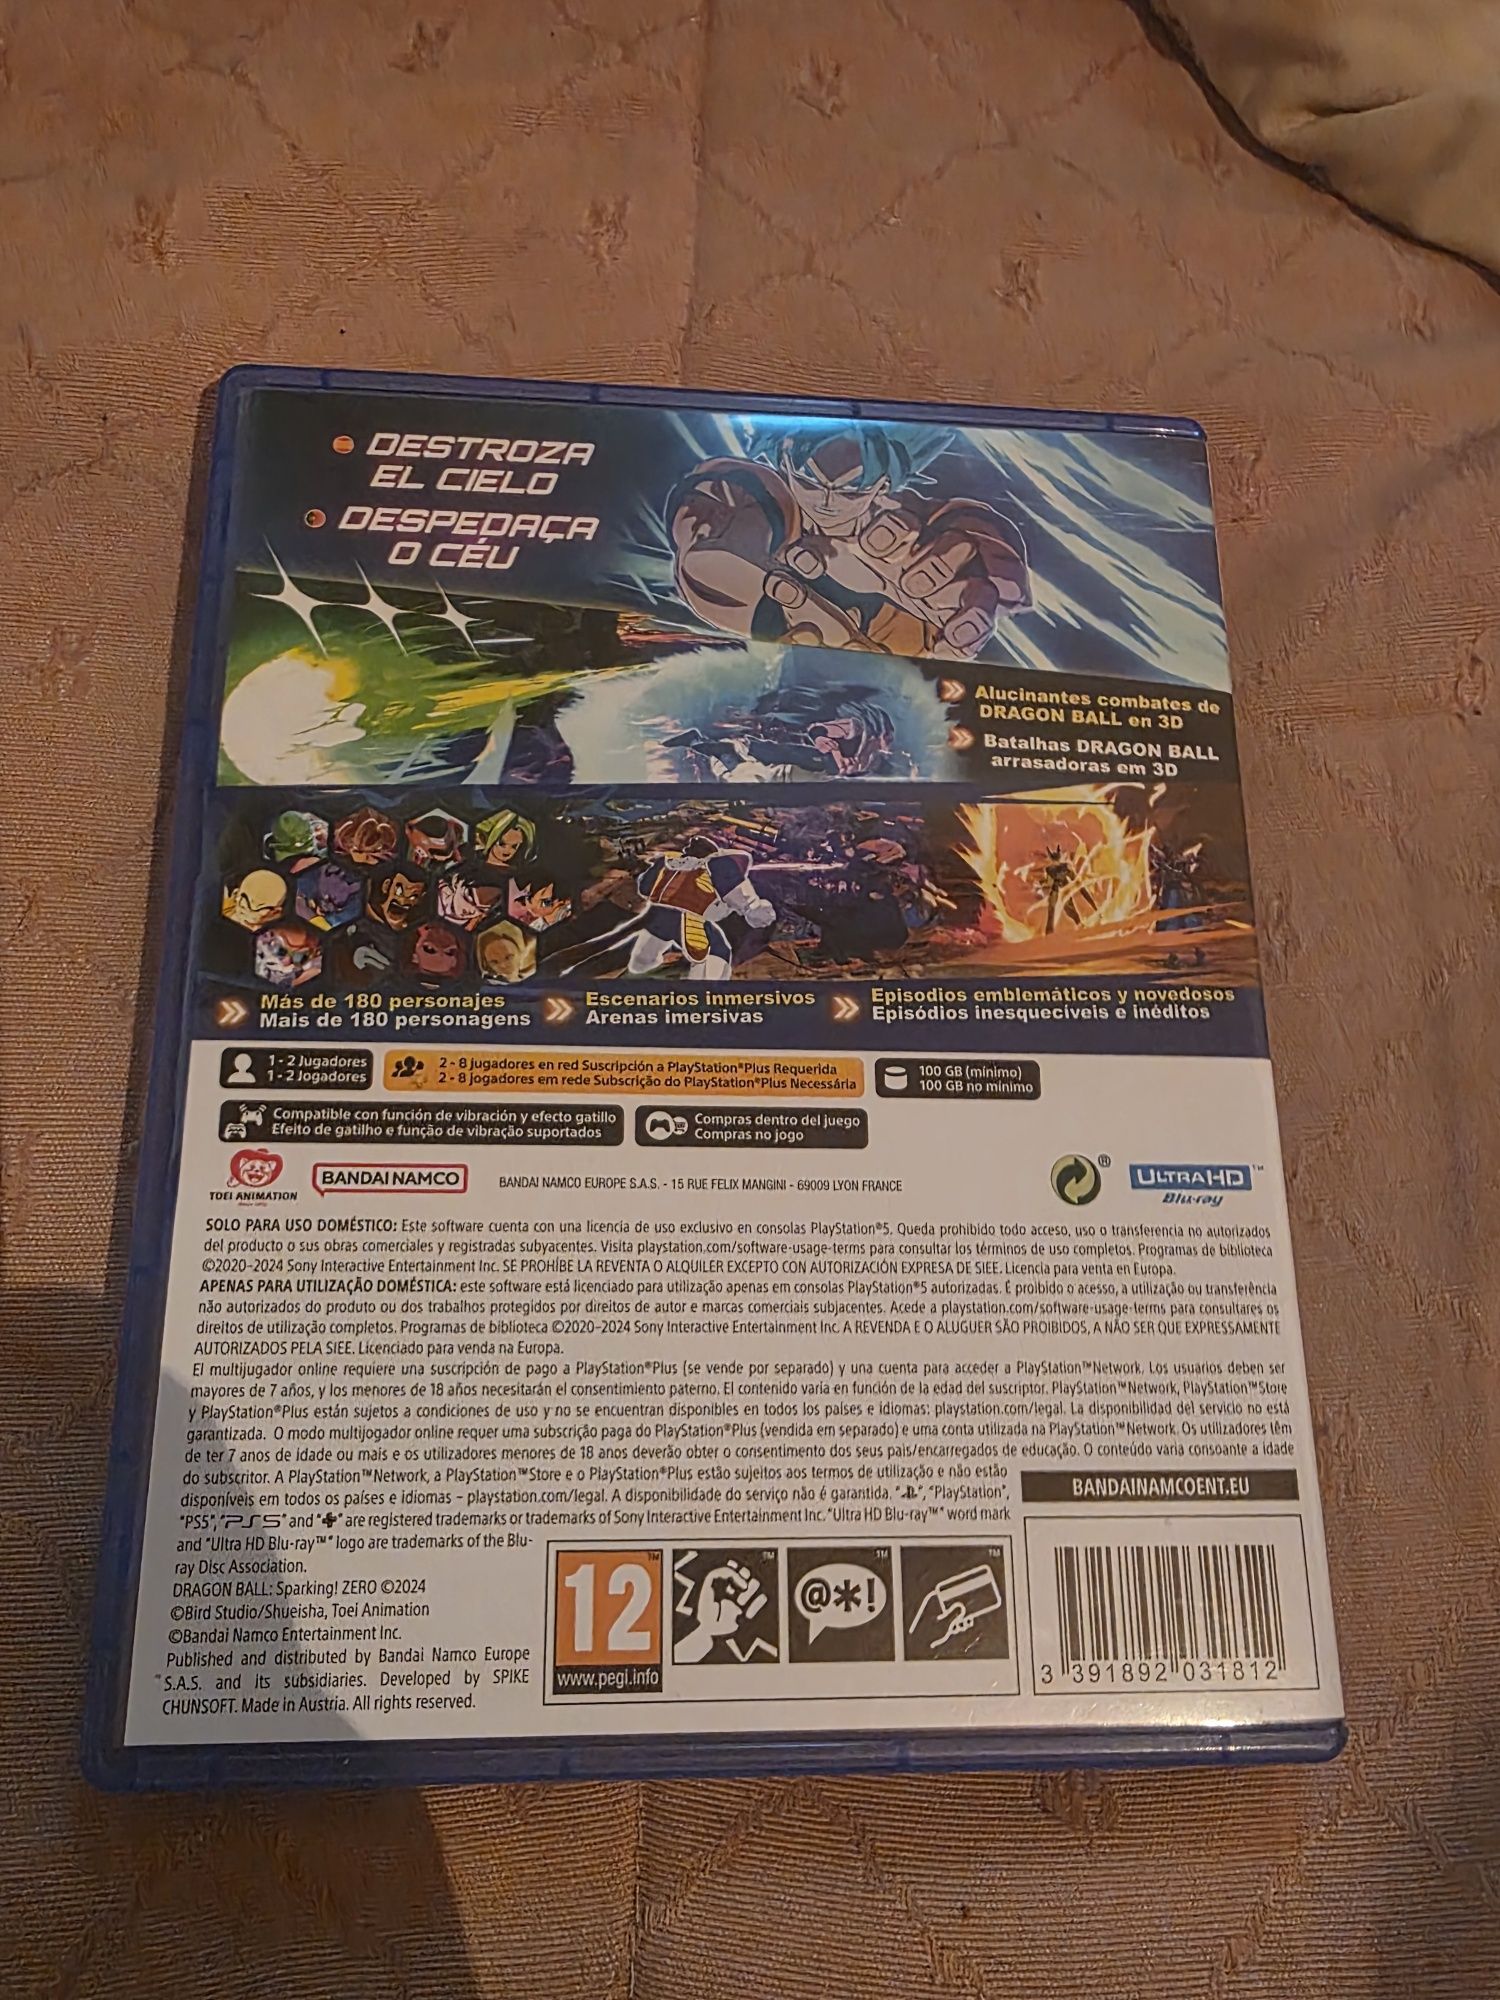 DESTROZA
EL CIELO
DESPEDAÇA
O CÉU
Alucinantes combates de
DRAGON BALL en 3D
Batalhas DRAGON BALL
arrasadoras em 3D
Más de 180 personajes
Mais de 180 personagens
Escenarios inmersivos
Arenas imersivas
Episodios emblemáticos y novedosos
Episódios inesquecíveis e inéditos
1 - 2 Jugadores
1 - 2 Jogadores
2 - 8 jugadores en red Suscripción a PlayStation®Plus Requerida
2 - 8 jogadores em rede Subscrição do PlayStation®Plus Necessária
100 GB (mínimo)
100 GB no mínimo
Compatible con función de vibración y efecto gatillo
Efeito de gatilho e função de vibração suportados
Compras dentro del juego
Compras no jogo
TOEI ANIMATION
BANDAI NAMCO
BANDAI NAMCO EUROPE S.A.S. - 15 RUE FELIX MANGINI - 69009 LYON FRANCE
®
ULTRA HD™
Blu-ray
SOLO PARA USO DOMÉSTICO: Este software cuenta con una licencia de uso exclusivo en consolas PlayStation®5. Queda prohibido todo acceso, uso o transferencia no autorizados
del producto o sus obras comerciales y registradas subyacentes. Visita playstation.com/software-usage-terms para consultar los términos de uso completos. Programas de biblioteca
©2020-2024 Sony Interactive Entertainment Inc. SE PROHÍBE LA REVENTA O ALQUILER EXCEPTO CON AUTORIZACIÓN EXPRESA DE SIEE. Licencia para venta en Europa.
APENAS PARA UTILIZAÇÃO DOMÉSTICA: este software está licenciado para utilização apenas em consolas PlayStation®5 autorizadas. É proibido o acesso, a utilização ou transferência
não autorizados do produto ou dos trabalhos protegidos por direitos de autor e marcas comerciais subjacentes. Acede a playstation.com/software-usage-terms para consultares os
direitos de utilização completos. Programas de biblioteca ©2020-2024 Sony Interactive Entertainment Inc. A REVENDA E O ALUGUER SÃO PROIBIDOS, A NÃO SER QUE EXPRESSAMENTE
AUTORIZADOS PELA SIEE. Licenciado para venda na Europa.
El multijugador online requiere una suscripción de pago a PlayStation®Plus (se vende por separado) y una cuenta para acceder a PlayStation™Network. Los usuarios deben ser
mayores de 7 años, y los menores de 18 años necesitarán el consentimiento paterno. El contenido varía en función de la edad del suscriptor. PlayStation™Network, PlayStation™Store
y PlayStation®Plus están sujetos a condiciones de uso y no se encuentran disponibles en todos los países e idiomas: playstation.com/legal. La disponibilidad del servicio no está
garantizada. O modo multijogador online requer uma subscrição paga do PlayStation®Plus (vendida em separado) e uma conta utilizada na PlayStation™Network. Os utilizadores têm
de ter 7 anos de idade ou mais e os utilizadores menores de 18 anos deverão obter o consentimento dos seus pais/encarregados de educação. O conteúdo varia consoante a idade
do subscritor. A PlayStation™Network, a PlayStation™Store e o PlayStation®Plus estão sujeitos aos termos de utilização e não estão
disponíveis em todos os países e idiomas – playstation.com/legal. A disponibilidade do serviço não é garantida. "", "PlayStation",
"PS5", "PS5" and "" are registered trademarks or trademarks of Sony Interactive Entertainment Inc. "Ultra HD Blu-ray™" word mark
and "Ultra HD Blu-ray™" logo are trademarks of the Blu-
ray Disc Association.
DRAGON BALL: Sparking! ZERO ©2024
©Bird Studio/Shueisha, Toei Animation
©Bandai Namco Entertainment Inc.
Published and distributed by Bandai Namco Europe
S.A.S. and its subsidiaries. Developed by SPIKE
CHUNSOFT. Made in Austria. All rights reserved.
BANDAINAMCOENT.EU
12
www.pegi.info
@*!
3 391892 031812